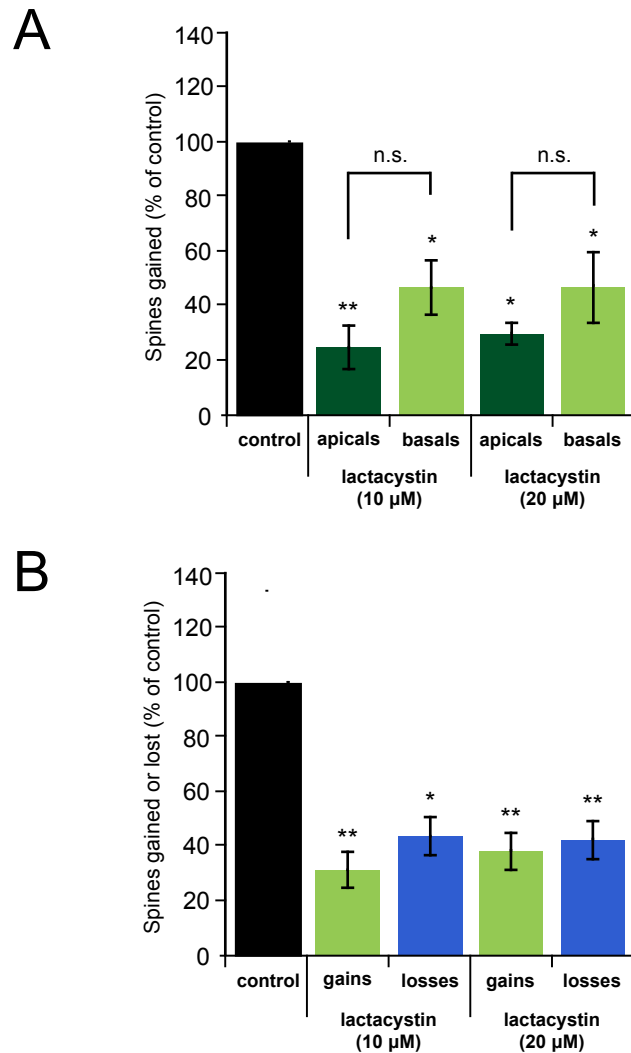 A
Spines gained (% of control)
140
120
100
80
60
40
20
0
n.s.
n.s.
**
*
*
*
control
apicals
basals
apicals
basals
lactacystin
(10 µM)
lactacystin
(20 µM)
B
Spines gained or lost (% of control)
140
120
100
80
60
40
20
0
**
*
**
**
control
gains
losses
gains
losses
lactacystin
(10 µM)
lactacystin
(20 µM)